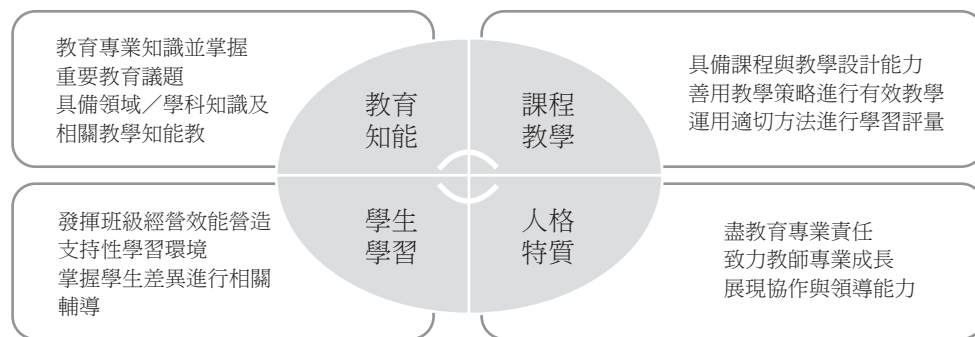 教育專業知識並掌握
重要教育議題
具備領域／學科知識及
相關教學知能教
教育
知能
課程
教學
具備課程與教學設計能力
善用教學策略進行有效教學
運用適切方法進行學習評量
發揮班級經營效能營造
支持性學習環境
掌握學生差異進行相關
輔導
學生
學習
人格
特質
盡教育專業責任
致力教師專業成長
展現協作與領導能力